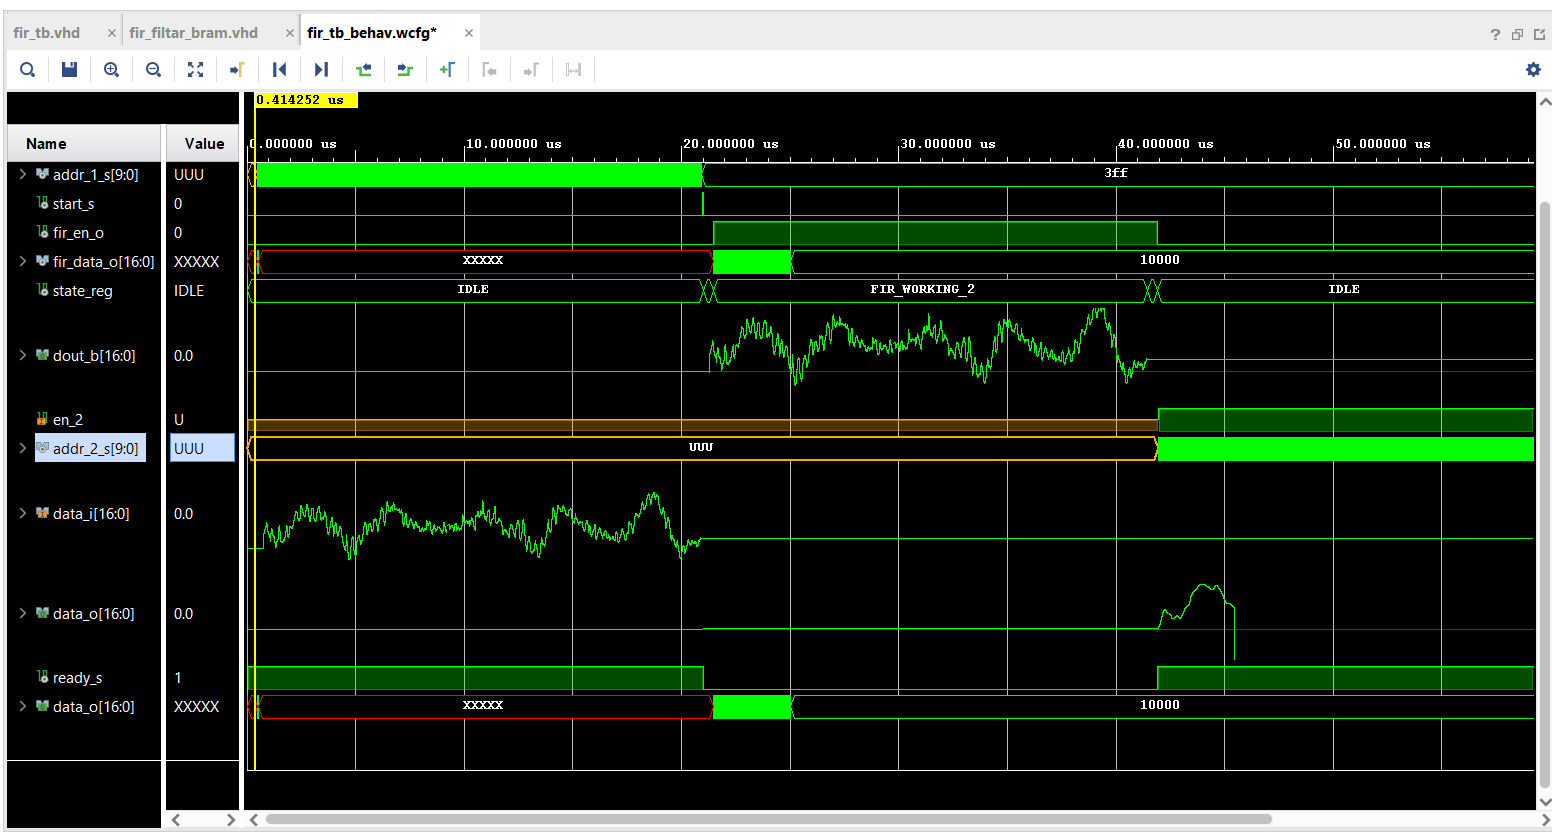 fir_tb.vhd × fir_filtar_bram.vhd × fir_tb_behav.wcfg* ×
?
0.414252 us
Name Value
0.000000 us 10.000000 us 20.000000 us 30.000000 us 40.000000 us 50.000000 us
addr_1_s[9:0] UUU 3ff
start_s 0
fir_en_o 0
fir_data_o[16:0] XXXXX XXXXX 10000
state_reg IDLE IDLE FIR_WORKING_2 IDLE
dout_b[16:0] 0.0
en_2 U
addr_2_s[9:0] UUU UUU
data_i[16:0] 0.0
data_o[16:0] 0.0
ready_s 1
data_o[16:0] XXXXX XXXXX 10000